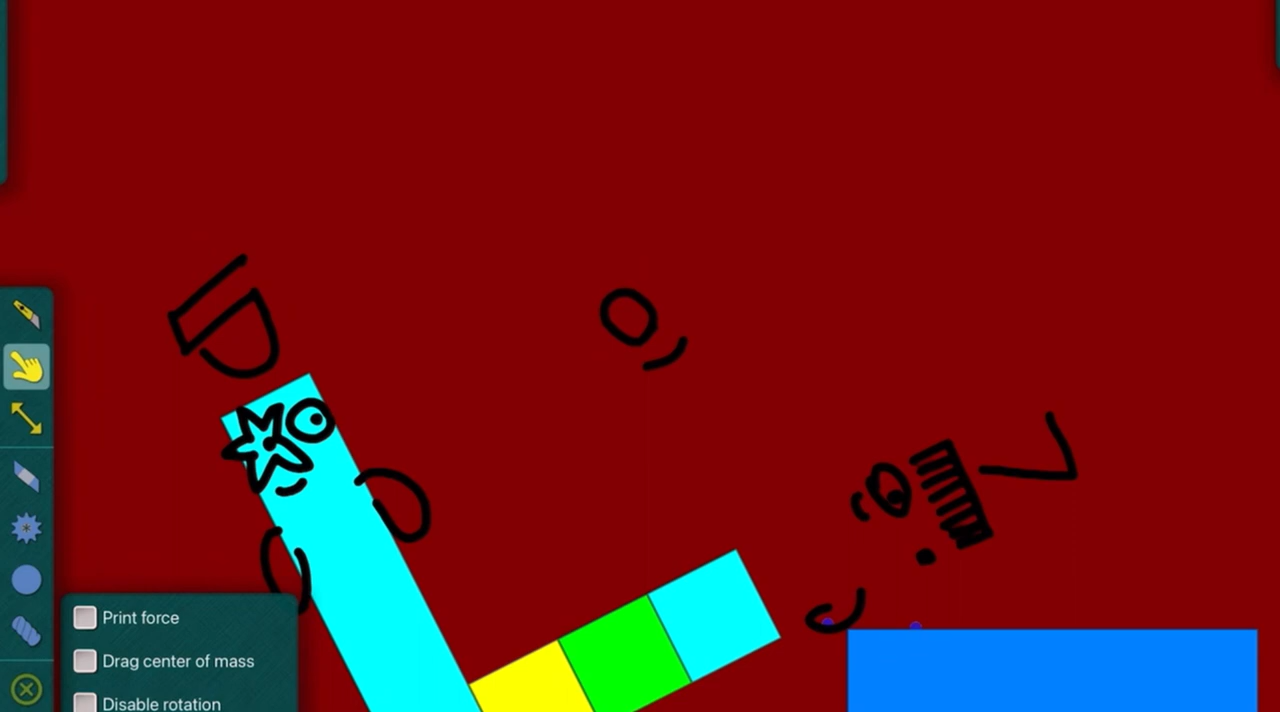 Print force
Drag center of mass
Disable rotation